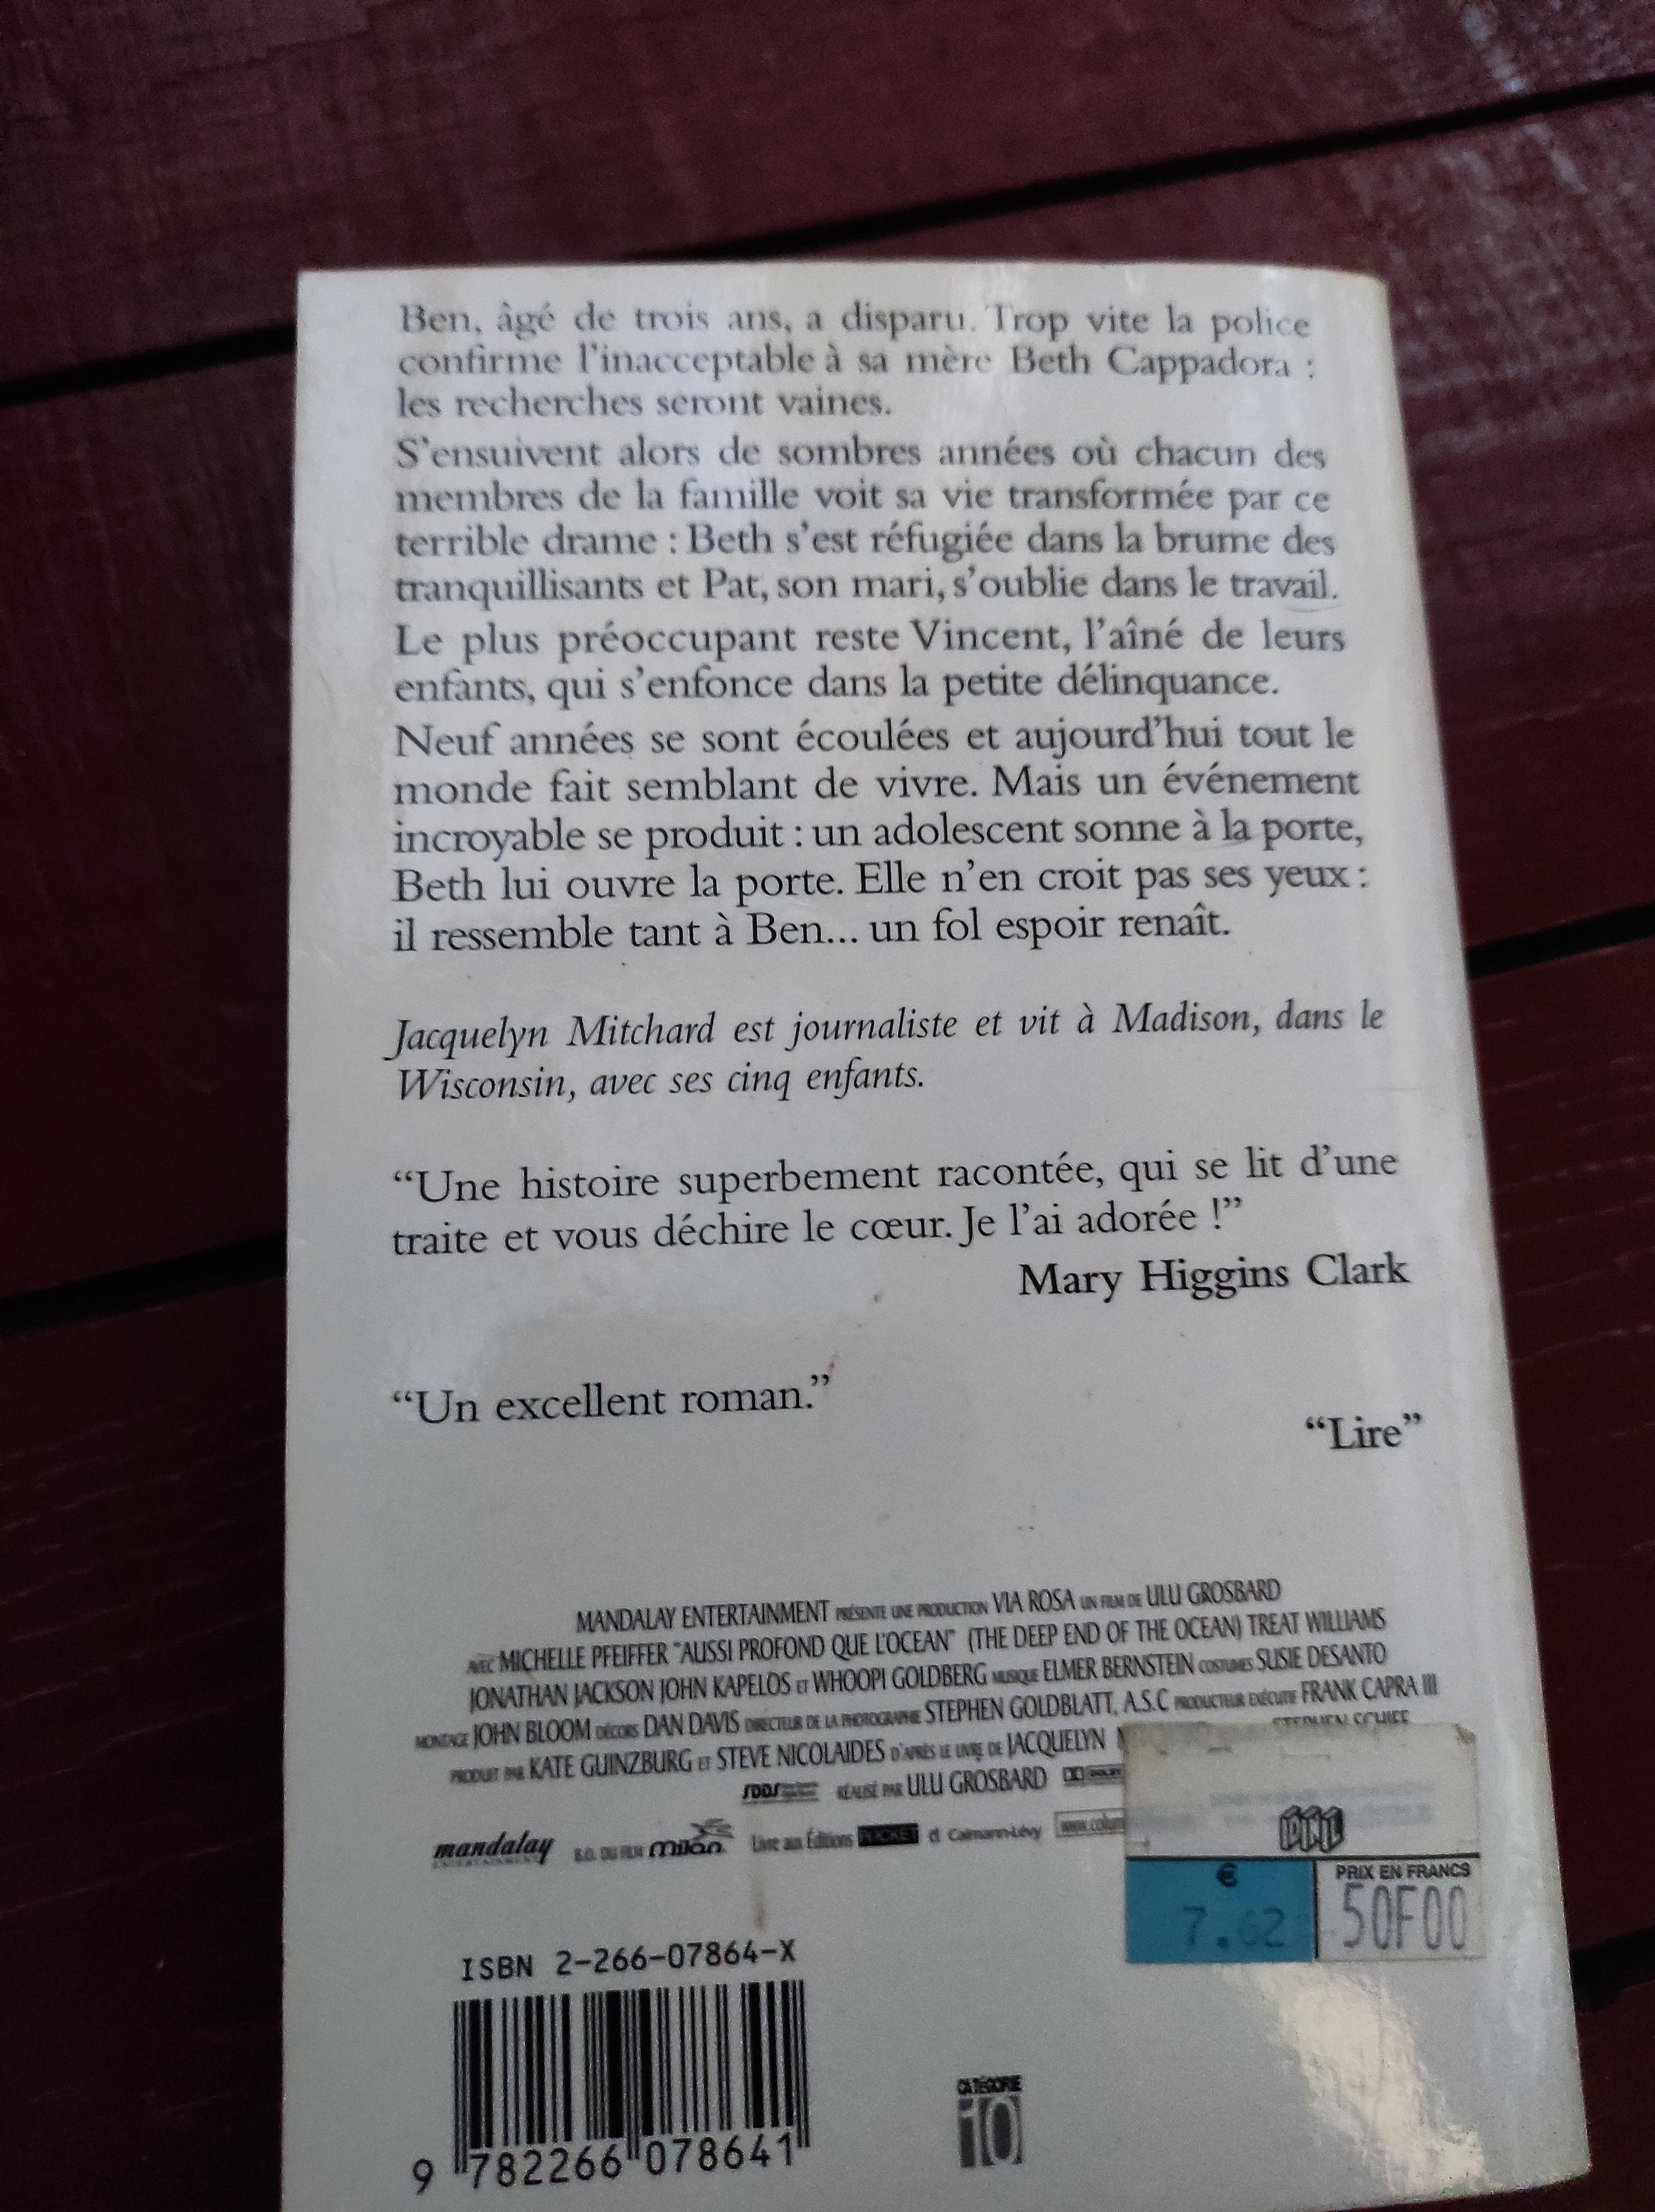 Ben, âgé de trois ans, a disparu. Trop vite la police
confirme l'inacceptable à sa mère Beth Cappadora :
les recherches seront vaines.
S'ensuivent alors de sombres années où chacun des
membres de la famille voit sa vie transformée par ce
terrible drame : Beth s'est réfugiée dans la brume des
tranquillisants et Pat, son mari, s'oublie dans le travail.
Le plus préoccupant reste Vincent, l'aîné de leurs
enfants, qui s'enfonce dans la petite délinquance.
Neuf années se sont écoulées et aujourd'hui tout le
monde fait semblant de vivre. Mais un événement
incroyable se produit : un adolescent sonne à la porte,
Beth lui ouvre la porte. Elle n'en croit pas ses yeux :
il ressemble tant à Ben... un fol espoir renaît.
Jacquelyn Mitchard est journaliste et vit à Madison, dans le
Wisconsin, avec ses cinq enfants.
“Une histoire superbement racontée, qui se lit d'une
traite et vous déchire le cœur. Je l'ai adorée !”
Mary Higgins Clark
“Un excellent roman.”
“Lire”
MANDALAY ENTERTAINMENT PRÉSENTE UNE PRODUCTION VIA ROSA UN FILM DE ULU GROSBARD
AVEC MICHELLE PFEIFFER "AUSSI PROFOND QUE L'OCEAN" (THE DEEP END OF THE OCEAN) TREAT WILLIAMS
JONATHAN JACKSON JOHN KAPELOS ET WHOOPI GOLDBERG MUSIQUE ELMER BERNSTEIN COSTUMES SUSIE DESANTO
MONTAGE JOHN BLOOM DÉCORS DAN DAVIS DIRECTEUR DE LA PHOTOGRAPHIE STEPHEN GOLDBLATT, A.S.C PRODUCTEUR EXÉCUTIF FRANK CAPRA III
PRODUIT PAR KATE GUINZBURG ET STEVE NICOLAIDES D'APRÈS LE LIVRE DE JACQUELYN STEPHEN SCHIFF
SDDS RÉALISÉ PAR ULU GROSBARD
mandalay ENTERTAINMENT B.O. DU FILM milan Livre aux Éditions POCKET et Calmann-Lévy
€ PRIX EN FRANCS
7.62 50F00
ISBN 2-266-07864-X
CATÉGORIE
10
9 782266 078641